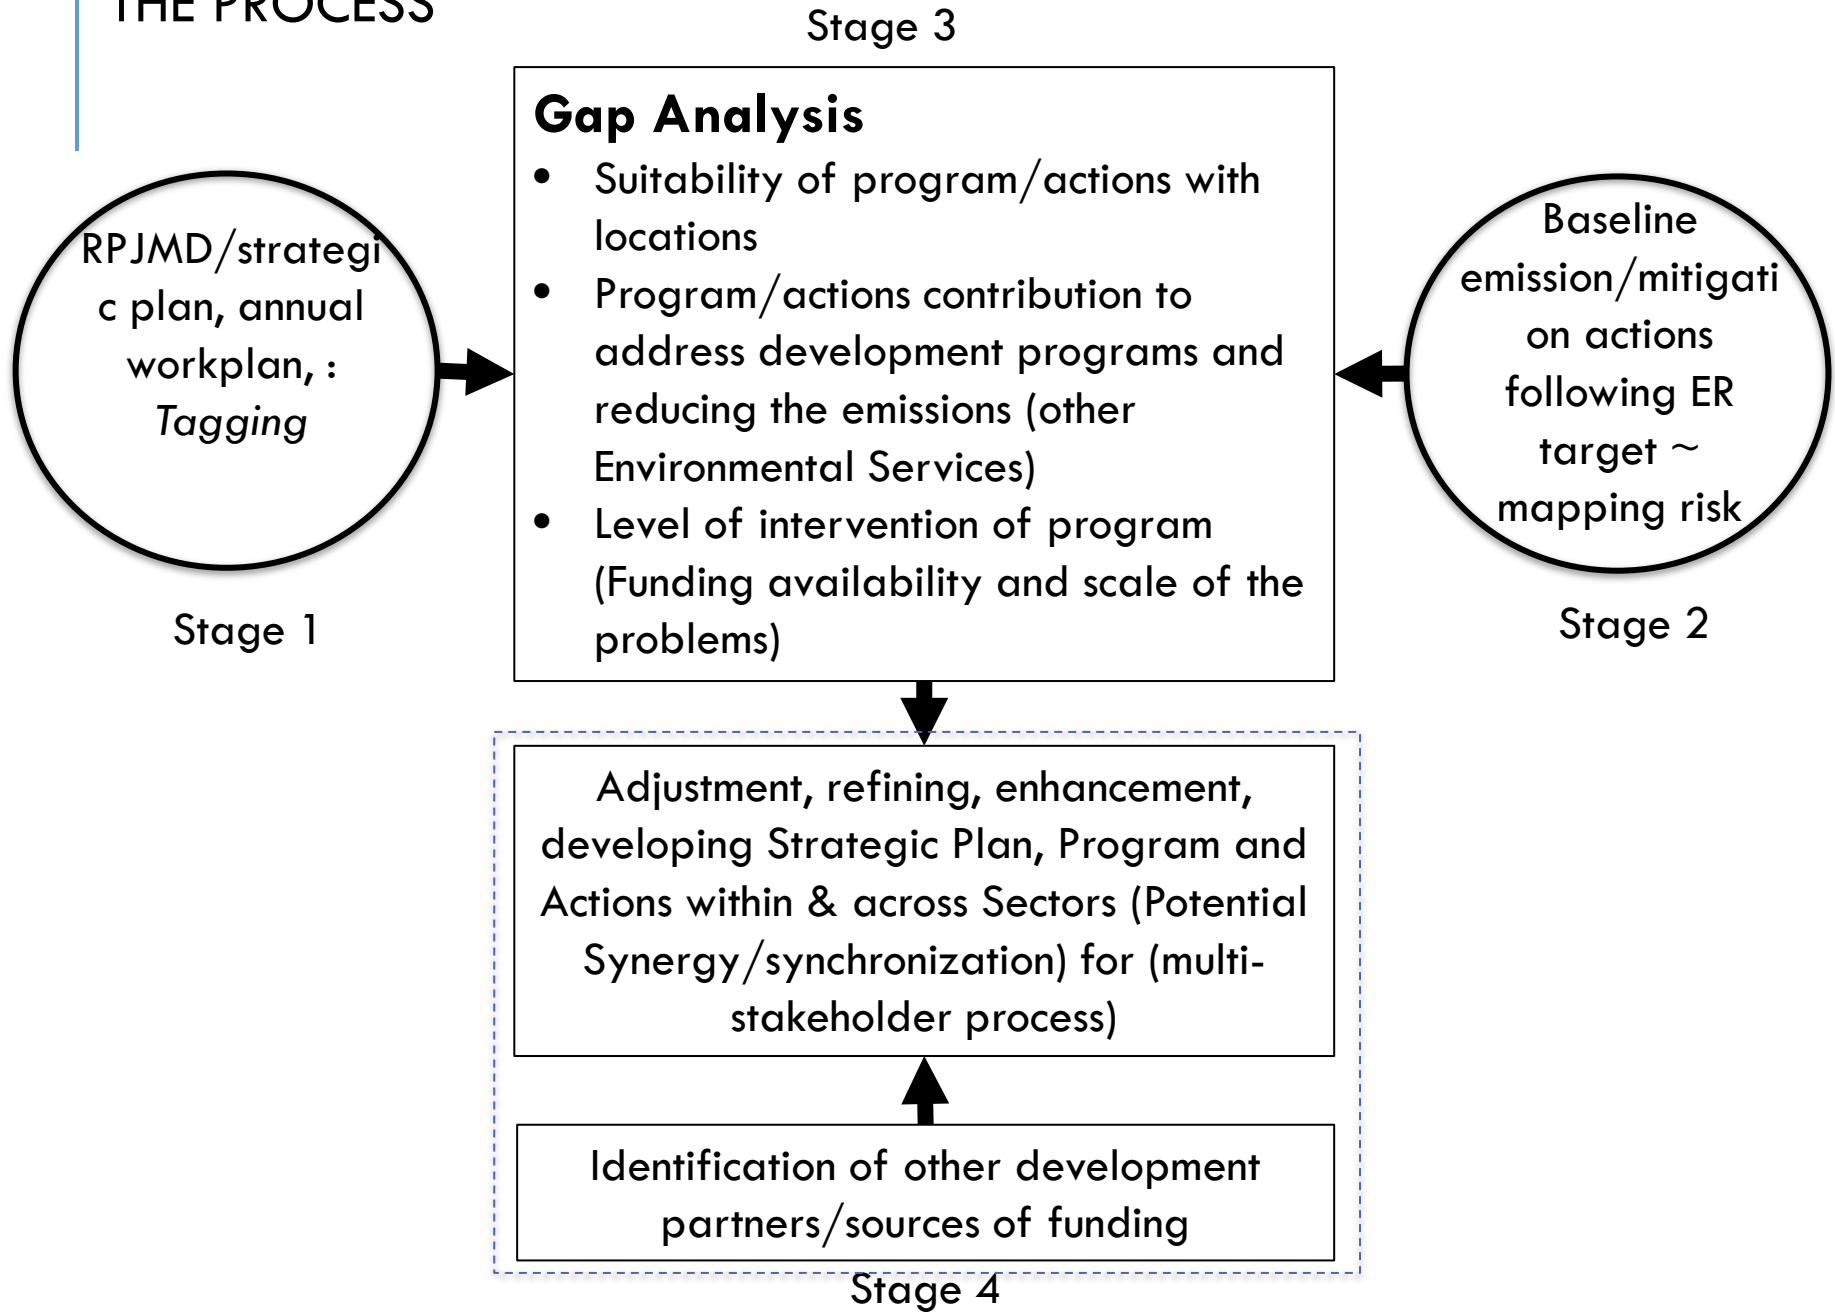 THE PROCESS
Stage 3
Gap Analysis
• Suitability of program/actions with
locations
• Program/actions contribution to
address development programs and
reducing the emissions (other
Environmental Services)
• Level of intervention of program
(Funding availability and scale of the
problems)
RPJMD/strategi
c plan, annual
workplan, :
Tagging
Stage 1
Baseline
emission/mitigati
on actions
following ER
target ~
mapping risk
Stage 2
Adjustment, refining, enhancement,
developing Strategic Plan, Program and
Actions within & across Sectors (Potential
Synergy/synchronization) for (multi-
stakeholder process)
Identification of other development
partners/sources of funding
Stage 4